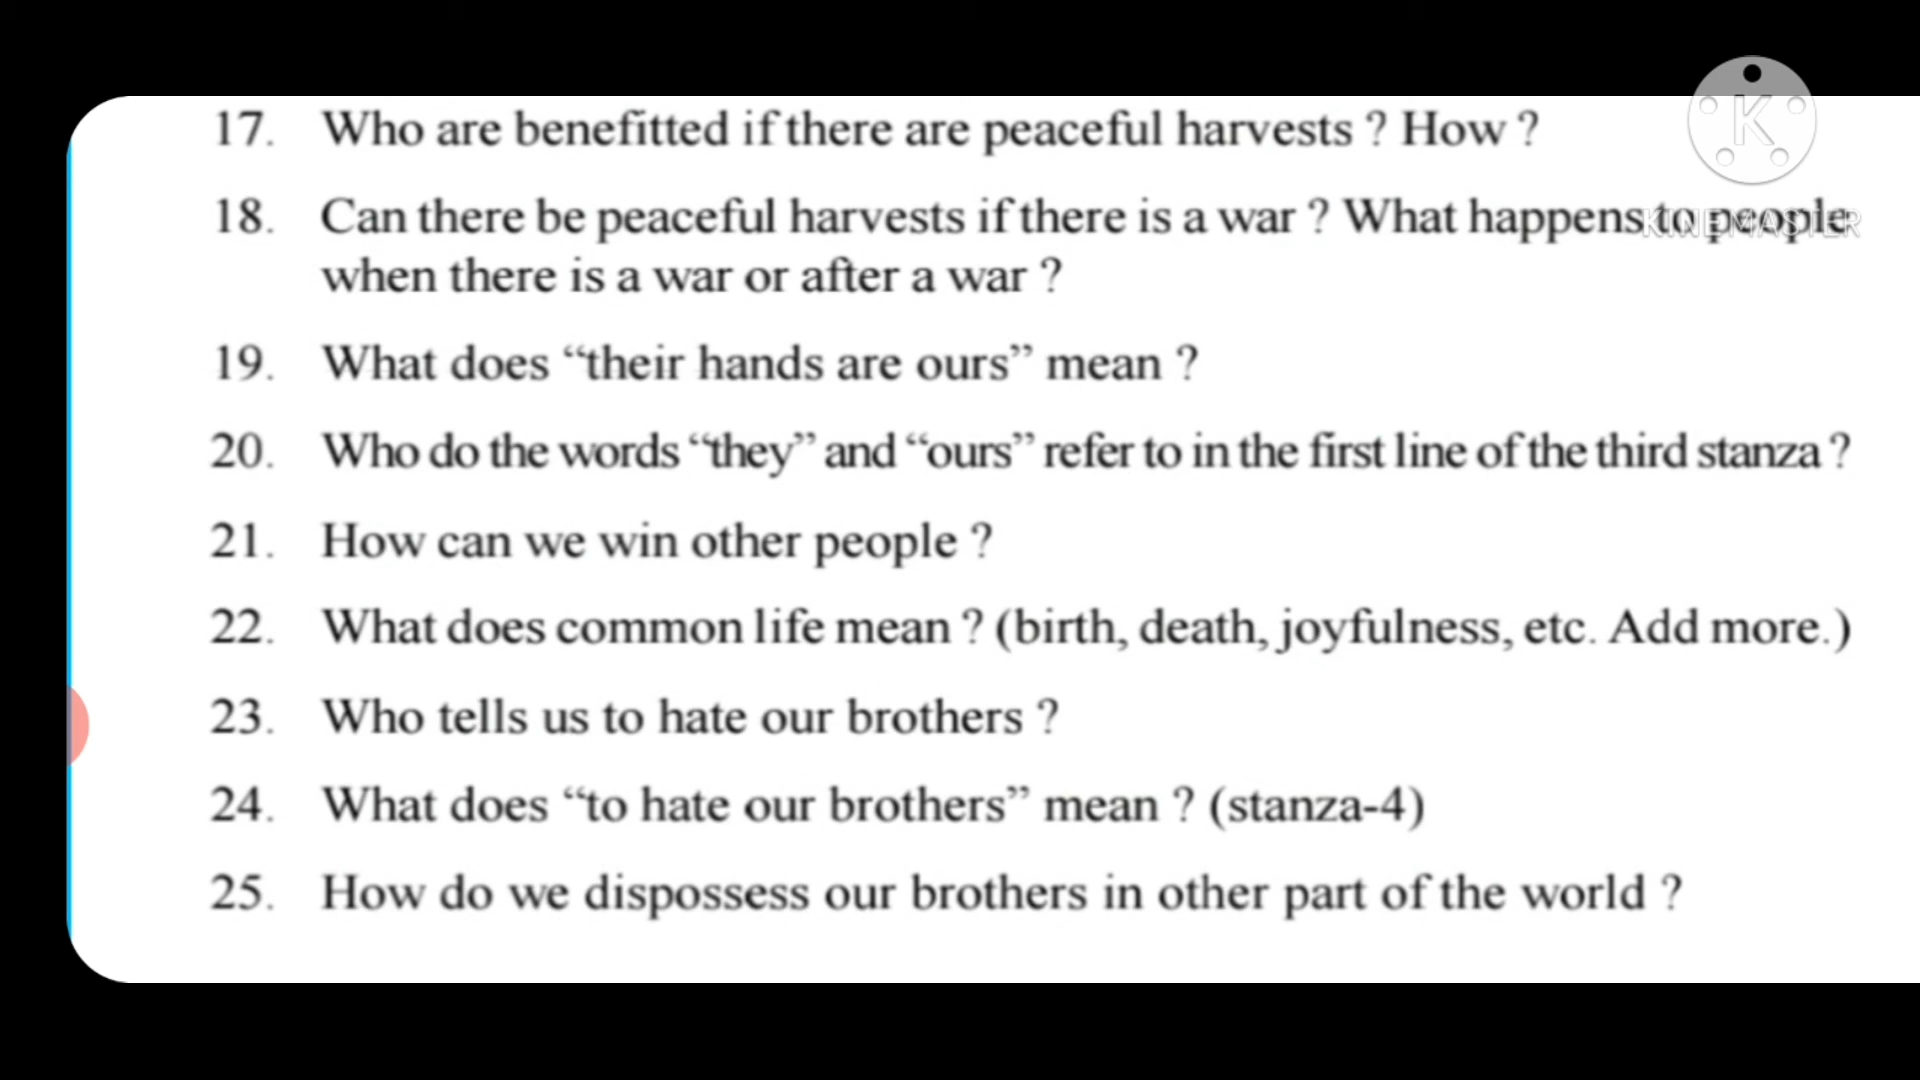 17. Who are benefitted if there are peaceful harvests ? How ?
18. Can there be peaceful harvests if there is a war ? What happens to people
when there is a war or after a war ?
19. What does “their hands are ours” mean ?
20. Who do the words “they” and “ours” refer to in the first line of the third stanza ?
21. How can we win other people ?
22. What does common life mean ? (birth, death, joyfulness, etc. Add more.)
23. Who tells us to hate our brothers ?
24. What does “to hate our brothers” mean ? (stanza-4)
25. How do we dispossess our brothers in other part of the world ?
K
KINEMASTER